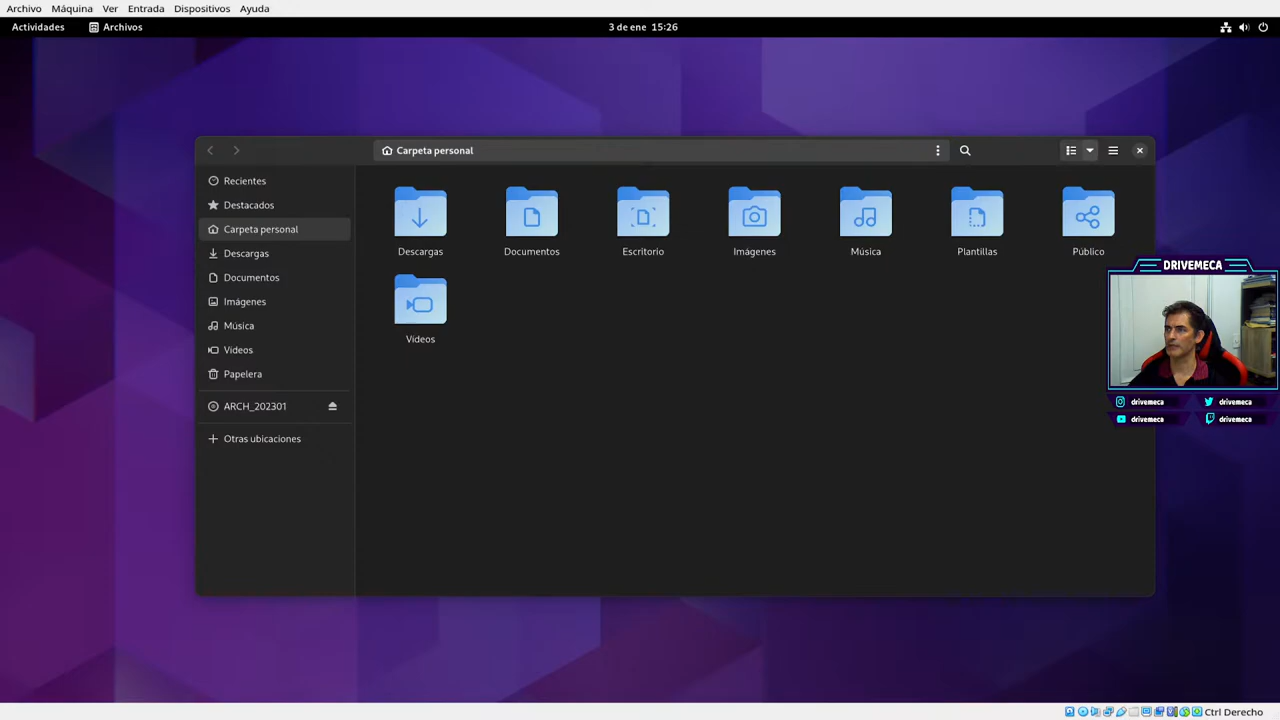 Archivo Máquina Ver Entrada Dispositivos Ayuda
Actividades Archivos 3 de ene 15:26
Carpeta personal
Recientes
Destacados
Carpeta personal
Descargas
Documentos
Imágenes
Música
Vídeos
Papelera
ARCH_202301
Otras ubicaciones
Descargas Documentos Escritorio Imágenes Música Plantillas Público
Vídeos
DRIVEMECA
drivemeca drivemeca
drivemeca drivemeca
Ctrl Derecho